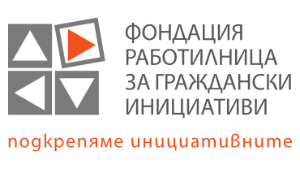 ФОНДАЦИЯ
РАБОТИЛНИЦА
ЗА ГРАЖДАНСКИ
ИНИЦИАТИВИ
подкрепяме инициативните